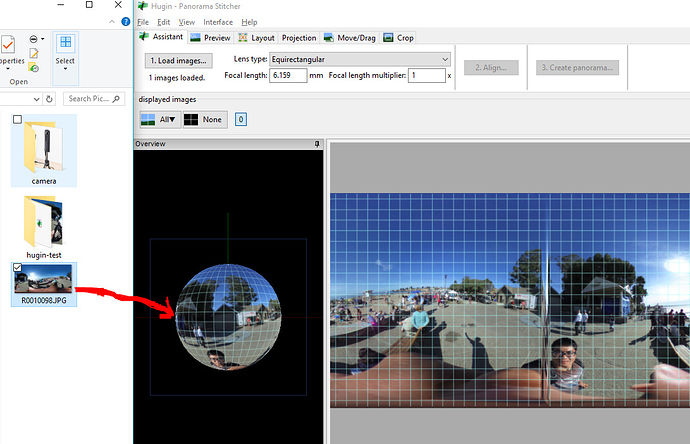 Hugin - Panorama Stitcher
File Edit View Interface Help
Assistant Preview Layout Projection Move/Drag Crop
1. Load images...
1 images loaded.
Lens type: Equirectangular
Focal length: 6.159 mm Focal length multiplier: 1 x
2. Align...
3. Create panorama...
displayed images
All▼ None 0
Overview
Open
Select
Search Pic...
camera
hugin-test
R0010098.JPG